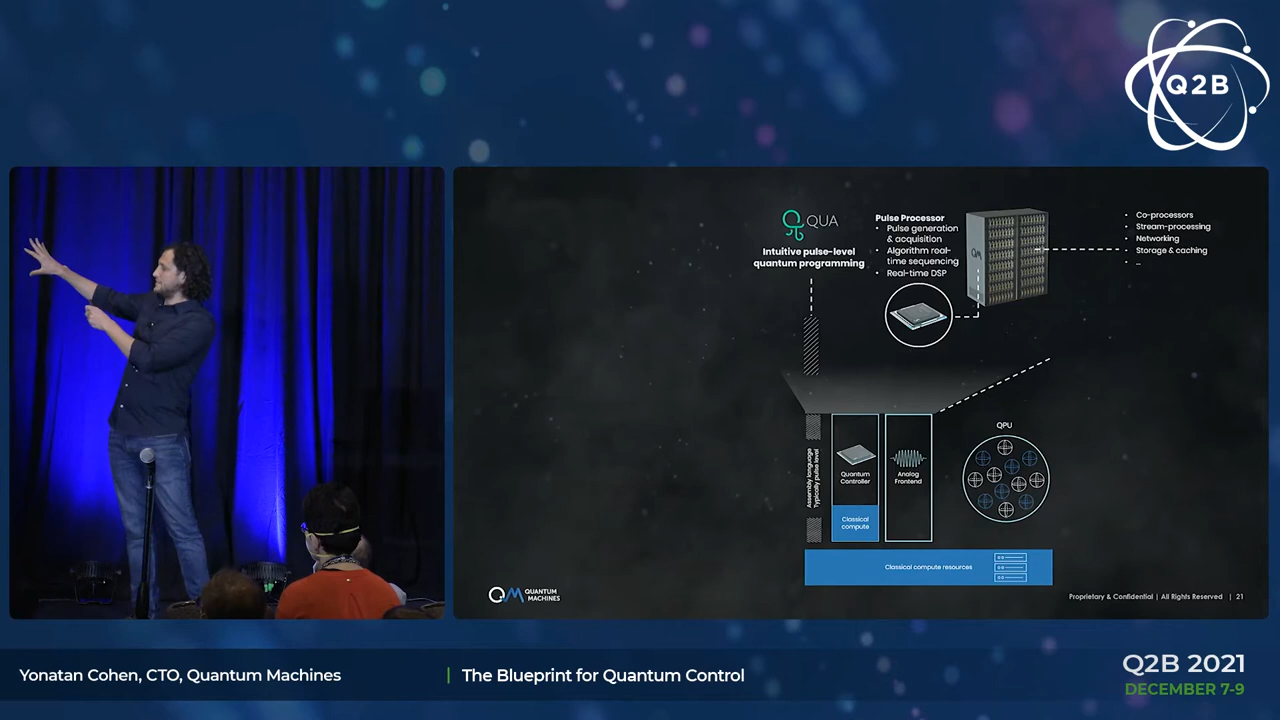 Q2B
QUA
Intuitive pulse-level
quantum programming
Pulse Processor
• Pulse generation
& acquisition
• Algorithm real-
time sequencing
• Real-time DSP
QM
• Co-processors
• Stream-processing
• Networking
• Storage & caching
• ...
QPU
Assembly language
Typically pulse level
Quantum
Controller
Analog
Frontend
Classical
compute
Classical compute resources
QM QUANTUM
MACHINES
Proprietary & Confidential | All Rights Reserved | 21
Yonatan Cohen, CTO, Quantum Machines
The Blueprint for Quantum Control
Q2B 2021
DECEMBER 7-9